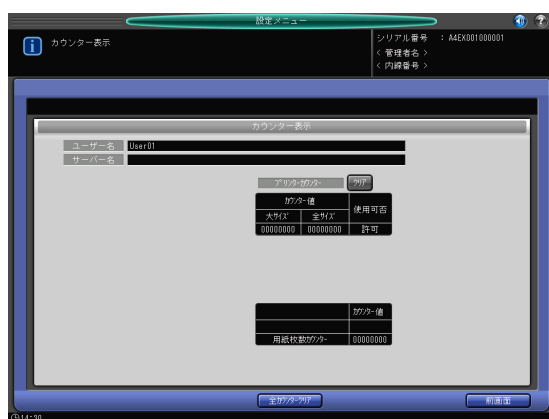 設定メニュー
カウンター表示
シリアル番号 : A4EX001000001
< 管理者名 >
< 内線番号 >
カウンター表示
ユーザー名 User01
サーバー名
プリンターカウンター クリア
カウンター値 使用可否
大サイズ 全サイズ
00000000 00000000 許可
カウンター値
用紙枚数カウンター 00000000
全カウンタークリア 前画面
14:30